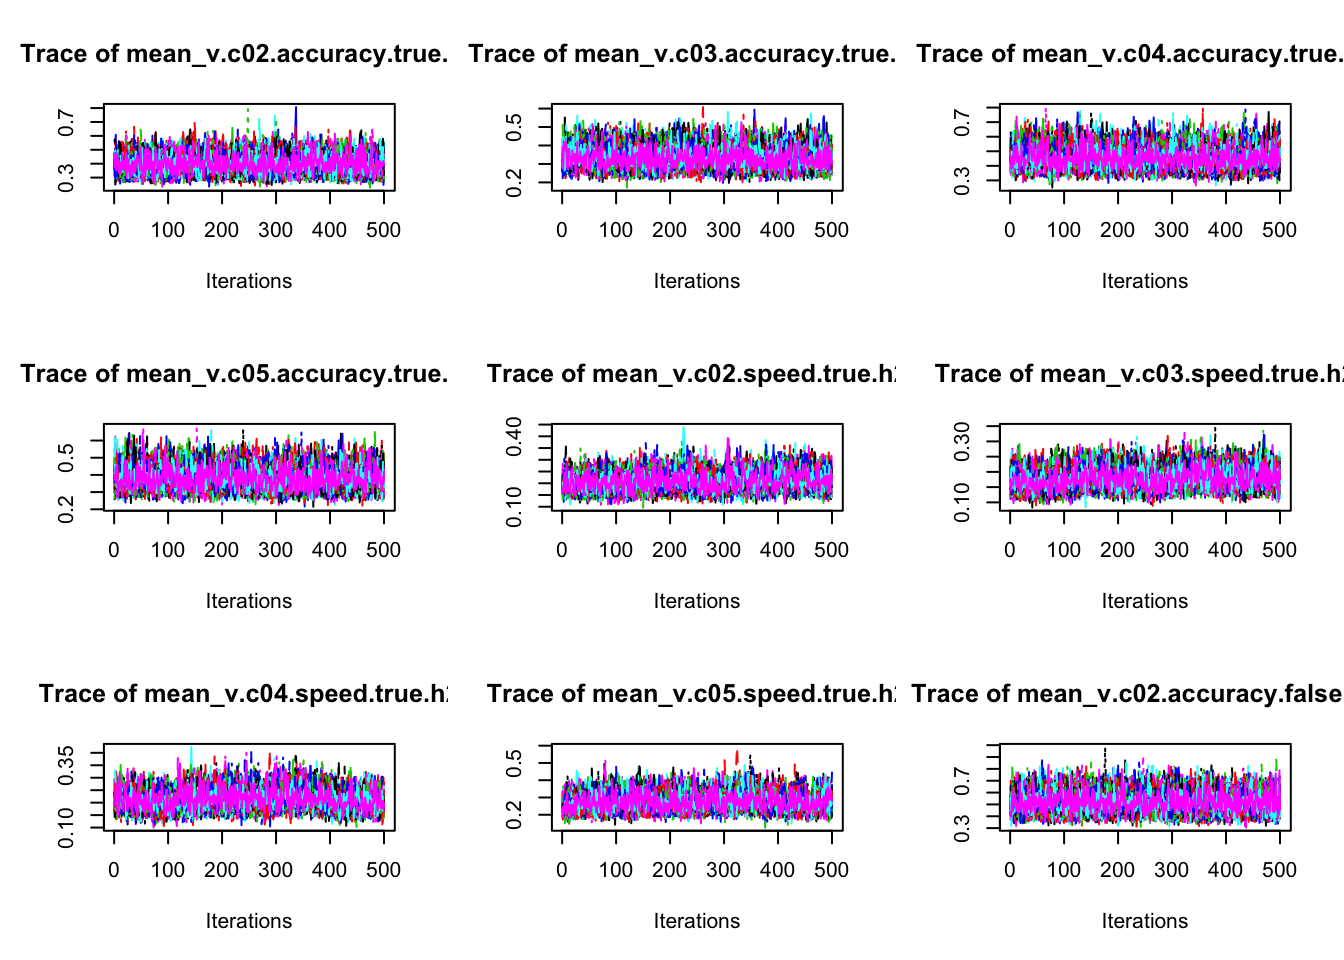 Trace of mean_v.c02.accuracy.true.
0.7
0.3
0 100 200 300 400 500
Iterations
Trace of mean_v.c03.accuracy.true.
0.5
0.2
0 100 200 300 400 500
Iterations
Trace of mean_v.c04.accuracy.true.
0.7
0.3
0 100 200 300 400 500
Iterations
Trace of mean_v.c05.accuracy.true.
0.5
0.2
0 100 200 300 400 500
Iterations
Trace of mean_v.c02.speed.true.h
0.40
0.10
0 100 200 300 400 500
Iterations
Trace of mean_v.c03.speed.true.h
0.30
0.10
0 100 200 300 400 500
Iterations
Trace of mean_v.c04.speed.true.h
0.35
0.10
0 100 200 300 400 500
Iterations
Trace of mean_v.c05.speed.true.h
0.5
0.2
0 100 200 300 400 500
Iterations
Trace of mean_v.c02.accuracy.false
0.7
0.3
0 100 200 300 400 500
Iterations